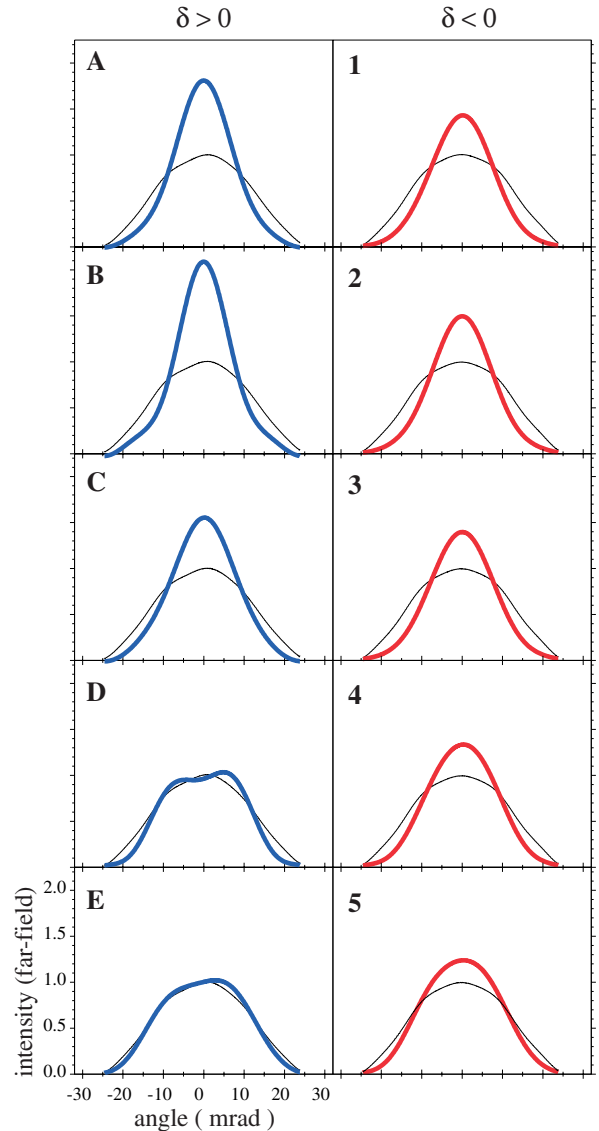 δ > 0 δ < 0
A 1
B 2
C 3
D 4
E 5
intensity (far-field)
2.0
1.5
1.0
0.5
0.0
-30 -20 -10 0 10 20 30
angle ( mrad )